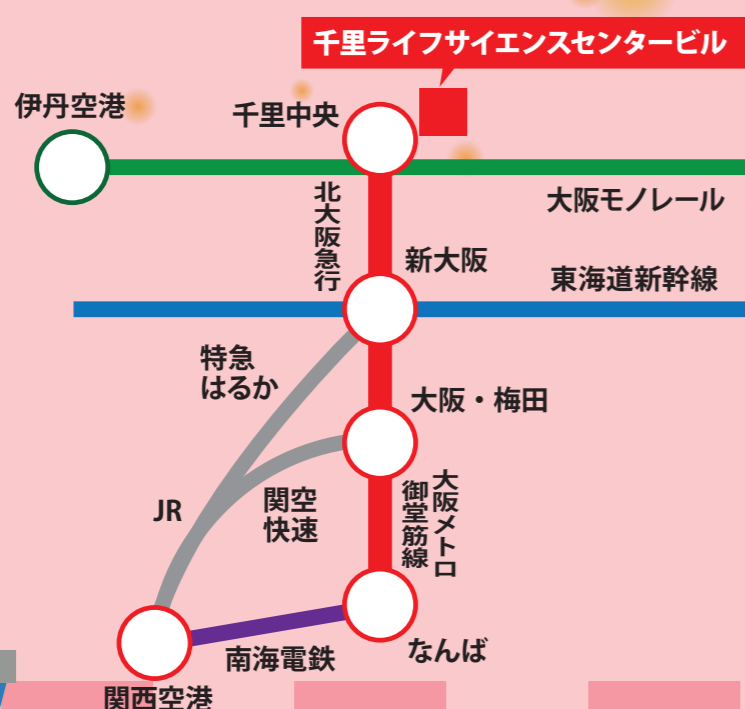 千里ライフサイエンスセンタービル
伊丹空港
千里中央
大阪モノレール
北大阪急行
新大阪
東海道新幹線
特急
はるか
大阪・梅田
JR
関空
快速
大阪メトロ
御堂筋線
なんば
南海電鉄
関西空港